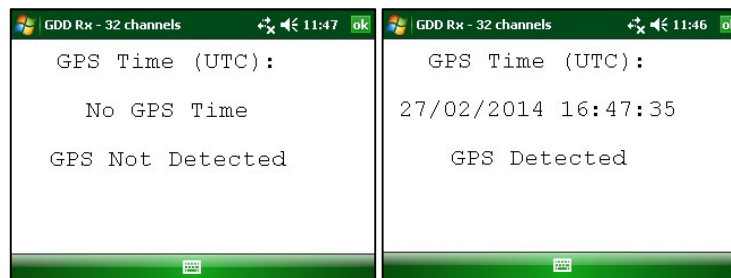 GDD Rx - 32 channels 11:47 ok
GPS Time (UTC):
No GPS Time
GPS Not Detected
GDD Rx - 32 channels 11:46 ok
GPS Time (UTC):
27/02/2014 16:47:35
GPS Detected